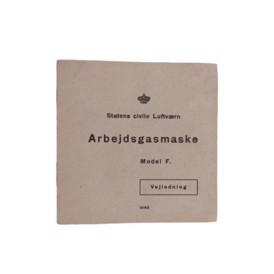 Statens civile Luftværn
Arbejdsgasmaske
Model F.
Vejledning